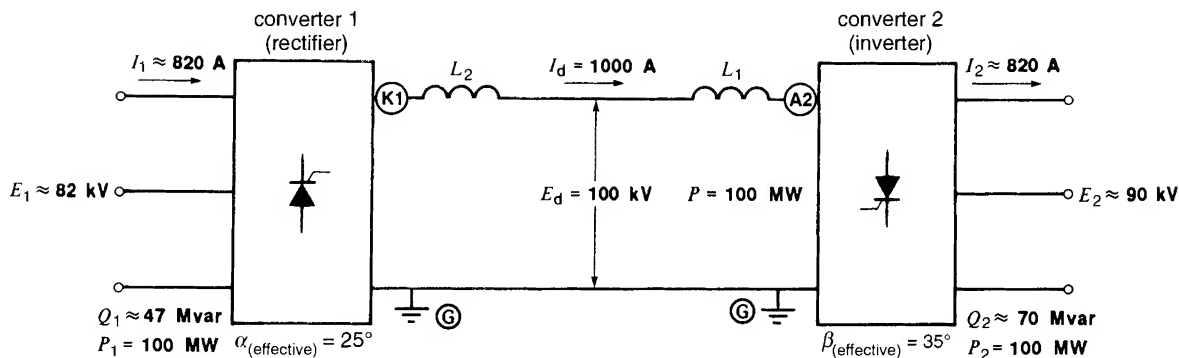 converter 1
(rectifier)
converter 2
(inverter)
I₁ ≈ 820 A
L₂
I_d = 1000 A
L₁
I₂ ≈ 820 A
K1
A2
E₁ ≈ 82 kV
E_d = 100 kV
P = 100 MW
E₂ ≈ 90 kV
G
G
Q₁ ≈ 47 Mvar
P₁ = 100 MW
α(effective) = 25°
β(effective) = 35°
Q₂ ≈ 70 Mvar
P₂ = 100 MW